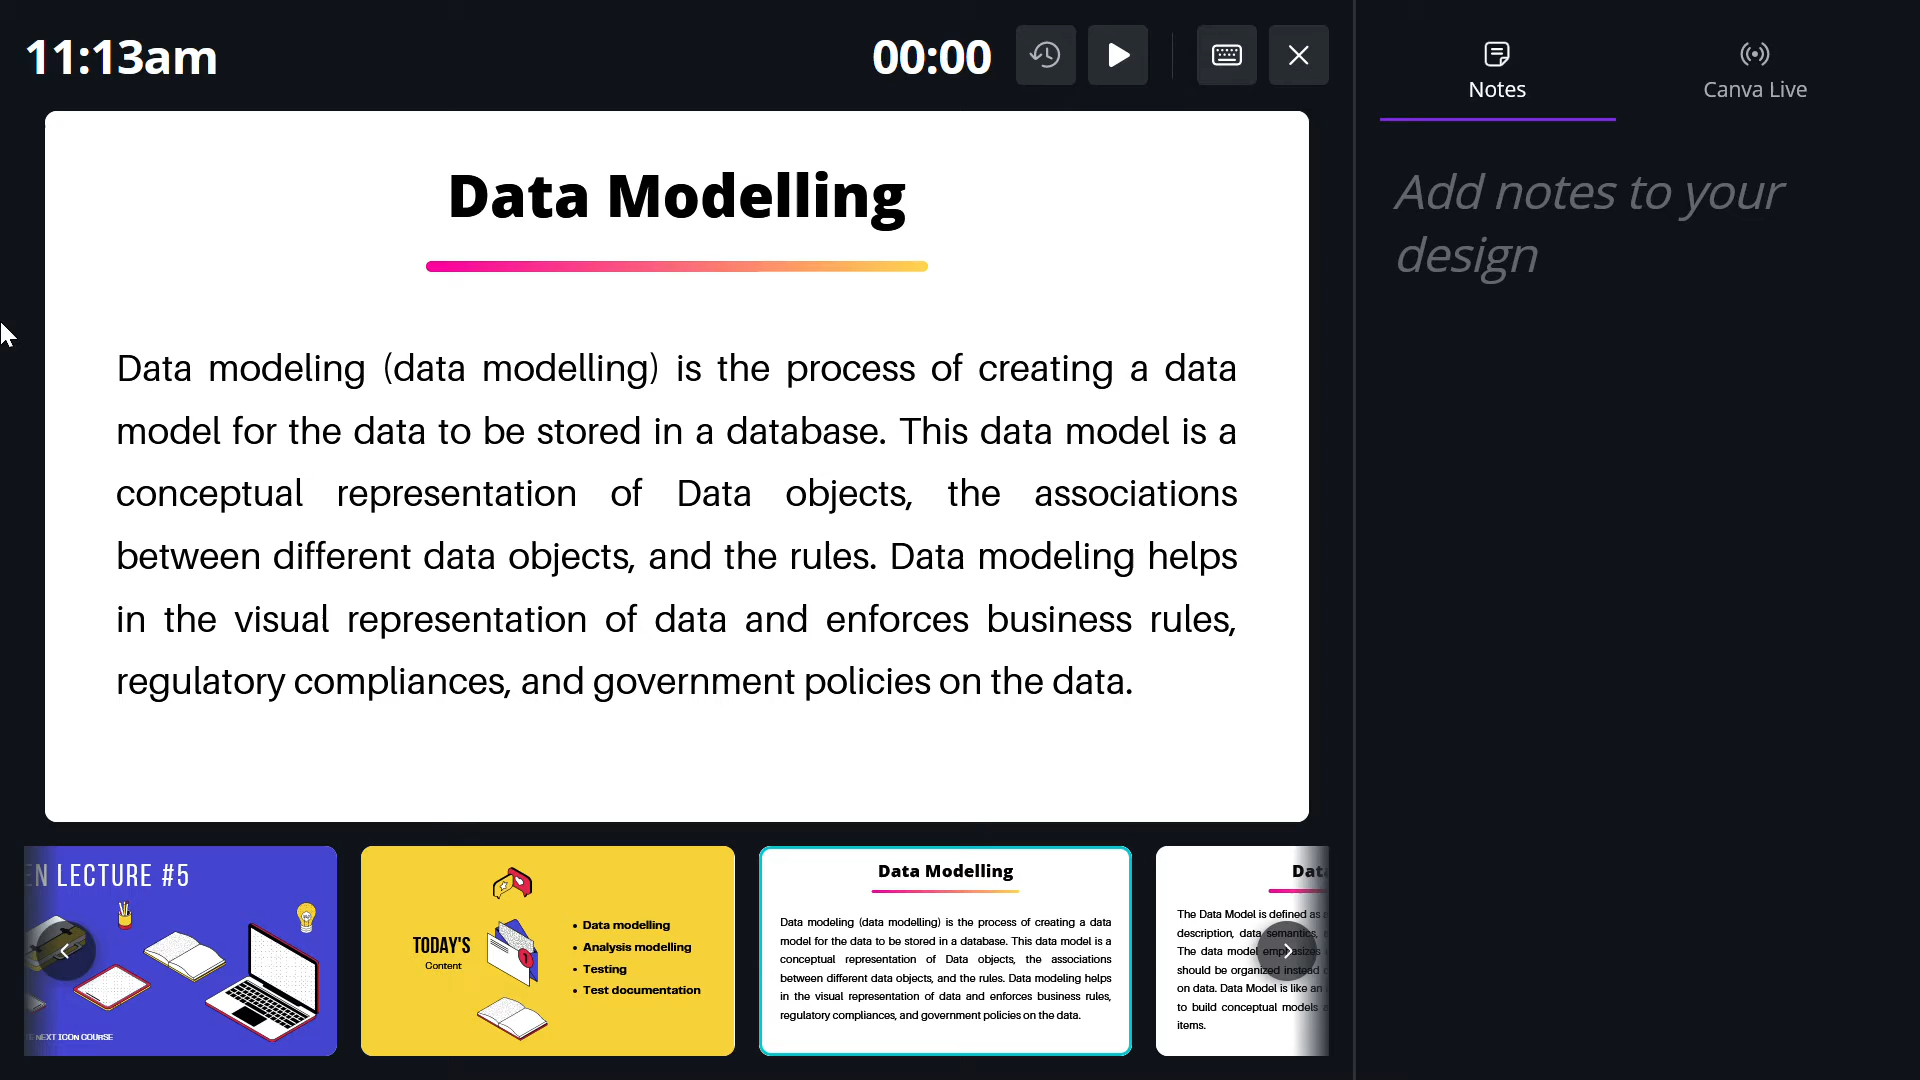 11:13am
00:00
Notes
Canva Live
Add notes to your
design
Data Modelling
Data modeling (data modelling) is the process of creating a data
model for the data to be stored in a database. This data model is a
conceptual representation of Data objects, the associations
between different data objects, and the rules. Data modeling helps
in the visual representation of data and enforces business rules,
regulatory compliances, and government policies on the data.
EN LECTURE #5
NEXT ICON COURSE
TODAY'S
Content
• Data modelling
• Analysis modelling
• Testing
• Test documentation
Data Modelling
Data modeling (data modelling) is the process of creating a data
model for the data to be stored in a database. This data model is a
conceptual representation of Data objects, the associations
between different data objects, and the rules. Data modeling helps
in the visual representation of data and enforces business rules,
regulatory compliances, and government policies on the data.
Dat
The Data Model is defined as
description, data semantics,
The data model emphasizes
should be organized instead
on data. Data Model is like an
to build conceptual models
items.